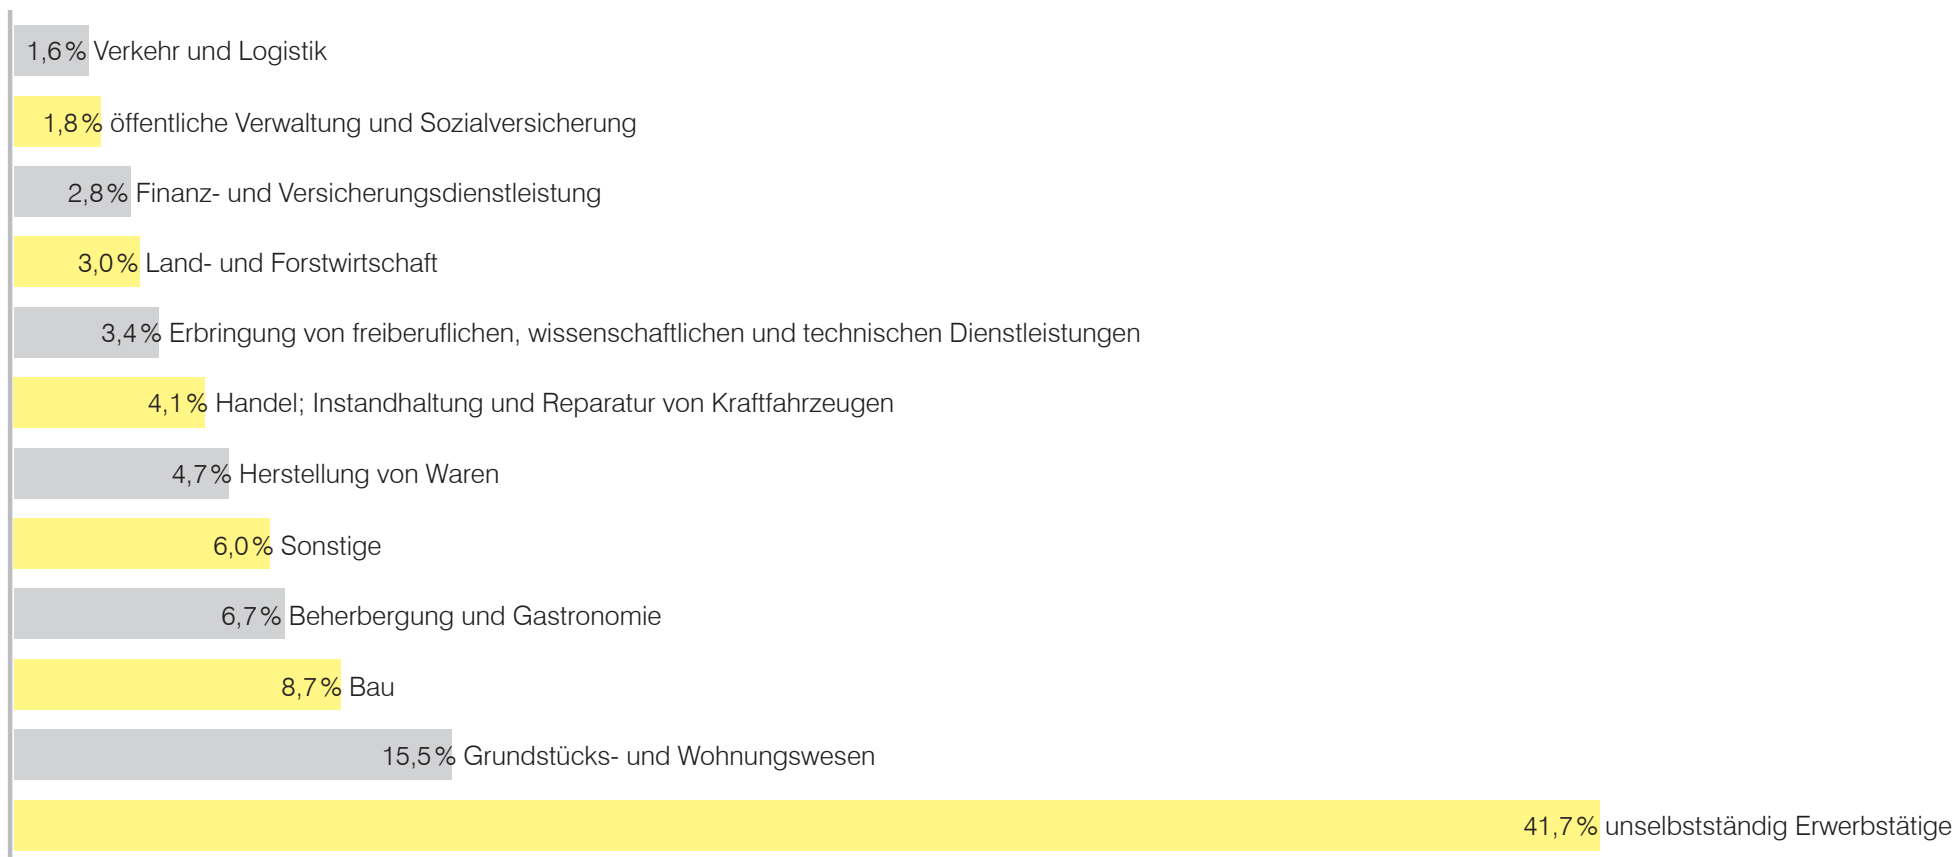 1,6 % Verkehr und Logistik
1,8 % öffentliche Verwaltung und Sozialversicherung
2,8 % Finanz- und Versicherungsdienstleistung
3,0 % Land- und Forstwirtschaft
3,4 % Erbringung von freiberuflichen, wissenschaftlichen und technischen Dienstleistungen
4,1 % Handel; Instandhaltung und Reparatur von Kraftfahrzeugen
4,7 % Herstellung von Waren
6,0 % Sonstige
6,7 % Beherbergung und Gastronomie
8,7 % Bau
15,5 % Grundstücks- und Wohnungswesen
41,7 % unselbstständig Erwerbstätige